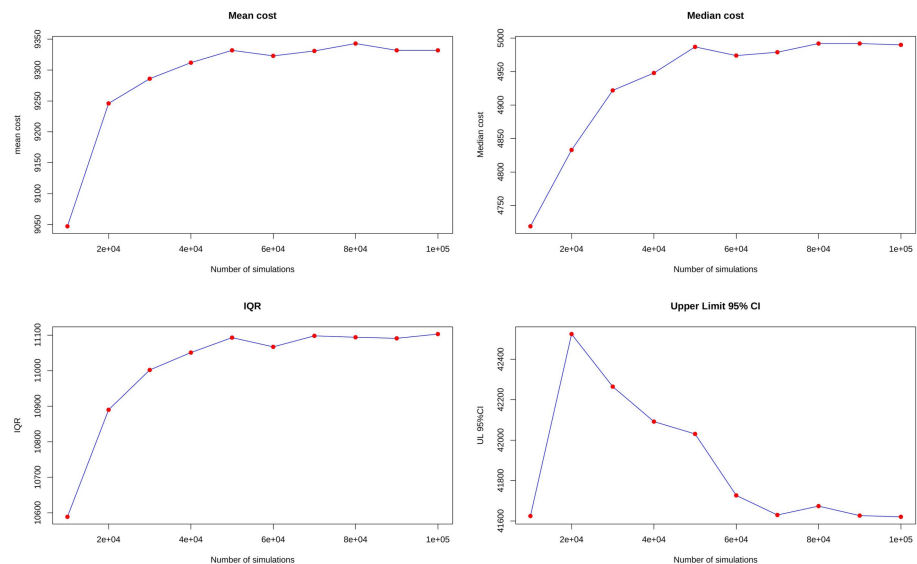 Mean cost
mean cost
9050 9100 9150 9200 9250 9300 9350
2e+04 4e+04 6e+04 8e+04 1e+05
Number of simulations
Median cost
Median cost
4750 4800 4850 4900 4950 5000
2e+04 4e+04 6e+04 8e+04 1e+05
Number of simulations
IQR
IQR
10600 10700 10800 10900 11000 11100
2e+04 4e+04 6e+04 8e+04 1e+05
Number of simulations
Upper Limit 95% CI
UL 95%CI
41600 41800 42000 42200 42400
2e+04 4e+04 6e+04 8e+04 1e+05
Number of simulations